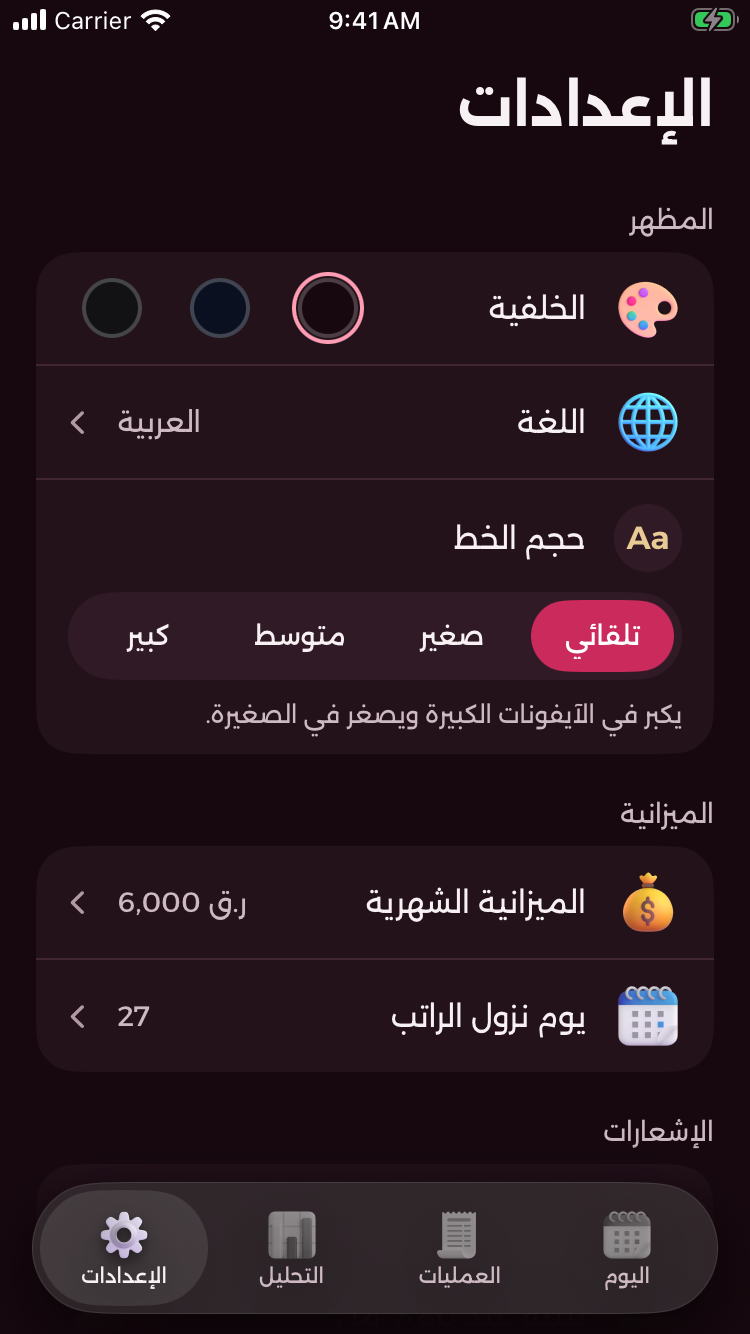 Carrier 9:41 AM
الإعدادات
المظهر
الخلفية
اللغة العربية
Aa حجم الخط
تلقائي صغير متوسط كبير
يكبر في الآيفونات الكبيرة ويصغر في الصغيرة.
الميزانية
الميزانية الشهرية ر.ق 6,000
يوم نزول الراتب 27
الإشعارات
اليوم العمليات التحليل الإعدادات